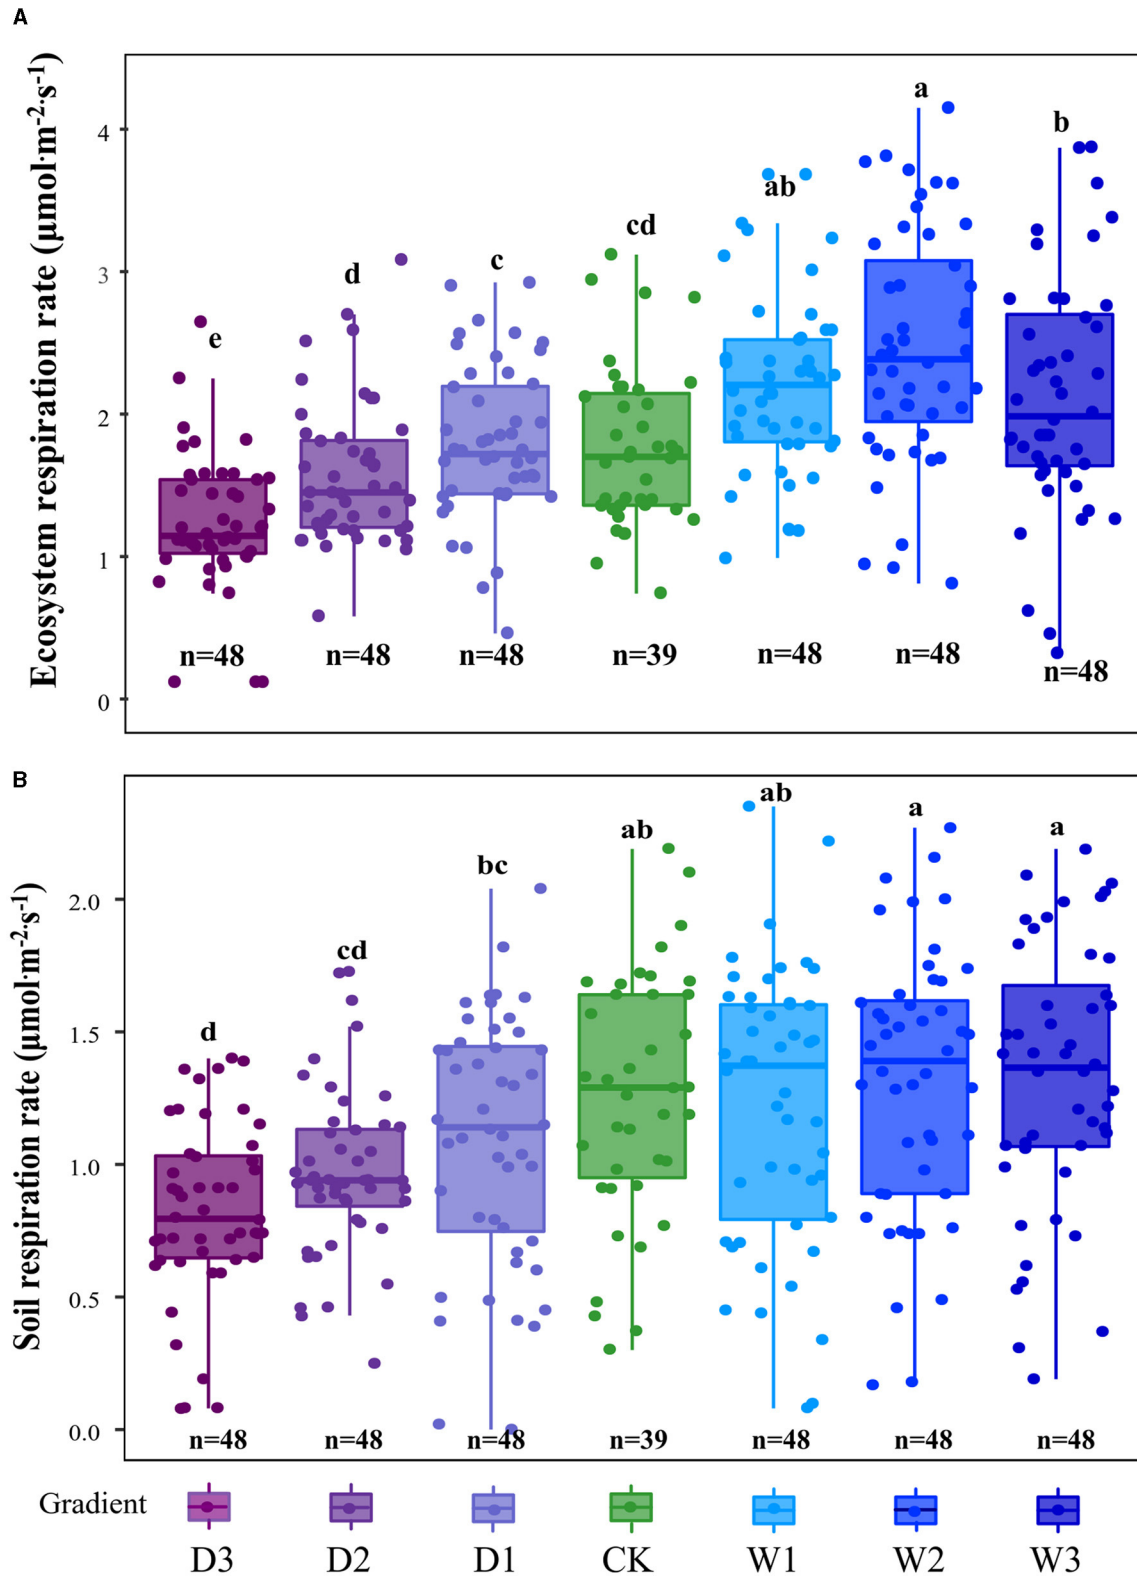 A
Ecosystem respiration rate (μmol·m⁻²·s⁻¹)
4
3
2
1
0
e
d
c
cd
ab
a
b
n=48
n=48
n=48
n=39
n=48
n=48
n=48
B
Soil respiration rate (μmol·m⁻²·s⁻¹)
2.0
1.5
1.0
0.5
0.0
d
cd
bc
ab
ab
a
a
n=48
n=48
n=48
n=39
n=48
n=48
n=48
Gradient
D3
D2
D1
CK
W1
W2
W3